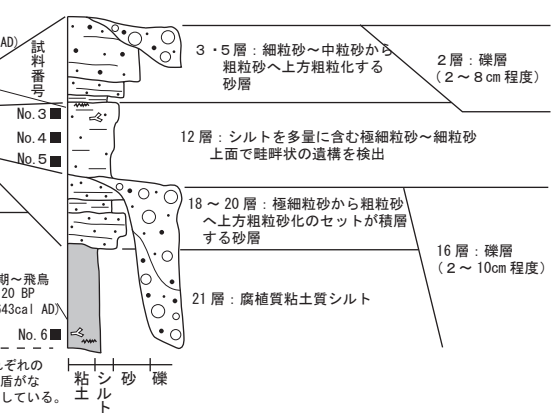 AD)
試料番号
No.3
No.4
No.5
3・5層：細粒砂～中粒砂から
粗粒砂へ上方粗粒化する
砂層
2層：礫層
（2～8cm程度）
12層：シルトを多量に含む極細粒砂～細粒砂
上面で畦畔状の遺構を検出
18～20層：極細粒砂から粗粒砂
へ上方粗粒砂化のセットが積層
する砂層
16層：礫層
（2～10cm程度）
21層：腐植質粘土質シルト
期～飛鳥
20 BP
643cal AD)
No.6
れぞれの
盾がな
している。
粘土
シルト
砂
礫